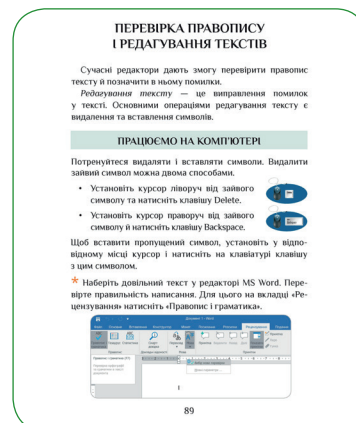 ПЕРЕВІРКА ПРАВОПИСУ
І РЕДАГУВАННЯ ТЕКСТІВ
Сучасні редактори дають змогу перевірити правопис
тексту й позначити в ньому помилки.
Редагування тексту — це виправлення помилок
у тексті. Основними операціями редагування тексту є
видалення та вставлення символів.
ПРАЦЮЄМО НА КОМП'ЮТЕРІ
Потренуйтеся видаляти і вставляти символи. Видалити
зайвий символ можна двома способами.
• Установіть курсор ліворуч від зайвого
символу та натисніть клавішу Delete.
• Установіть курсор праворуч від зайвого
символу й натисніть клавішу Backspace.
Щоб вставити пропущений символ, установіть у відпо-
відному місці курсор і натисніть на клавіатурі клавішу
з цим символом.
* Наберіть довільний текст у редакторі MS Word. Пере-
вірте правильність написання. Для цього на вкладці «Ре-
цензування» натисніть «Правопис і граматика».
89